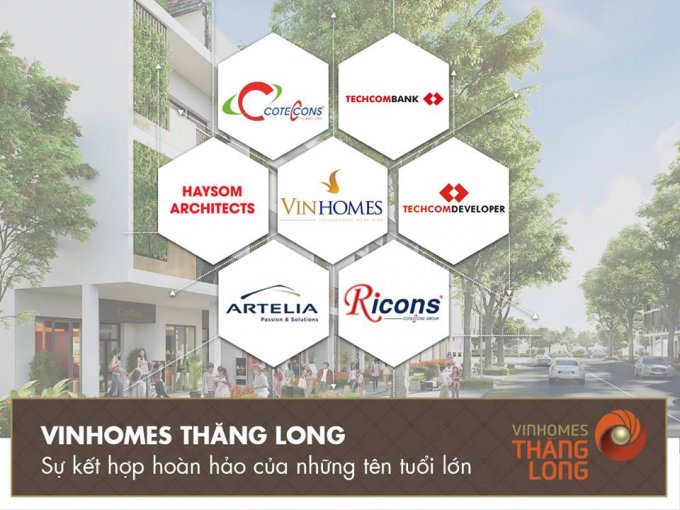 COTECCONS
TECHCOMBANK
HAYSOM
ARCHITECTS
VINHOMES
TECHCOMDEVELOPER
ARTELIA
Passion & Solutions
Ricons
COTECCONS GROUP
Coffee
VINHOMES THĂNG LONG
Sự kết hợp hoàn hảo của những tên tuổi lớn
VINHOMES
THĂNG
LONG